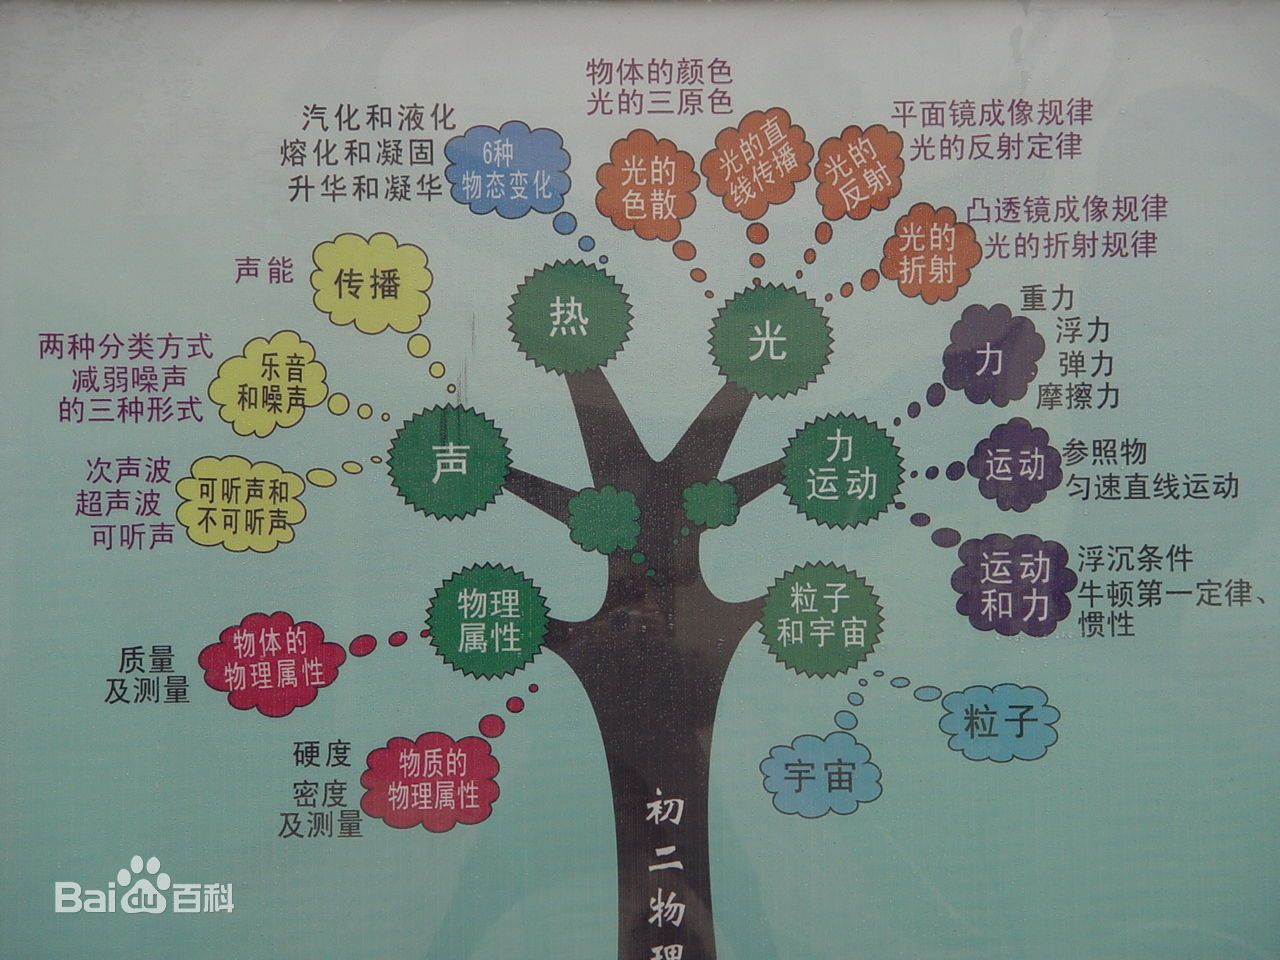 物体的颜色
光的三原色
汽化和液化
熔化和凝固
升华和凝华
6种
物态变化
光的
色散
光的直
线传播
光的
反射
平面镜成像规律
光的反射定律
光的
折射
凸透镜成像规律
光的折射规律
声能
传播
热
光
力
重力
浮力
弹力
摩擦力
两种分类方式
减弱噪声
的三种形式
乐音
和噪声
声
力
运动
运动
参照物
匀速直线运动
次声波
超声波
可听声
可听声和
不可听声
运动
和力
浮沉条件
牛顿第一定律、
惯性
物理
属性
粒子
和宇宙
质量
及测量
物体的
物理属性
粒子
硬度
密度
及测量
物质的
物理属性
宇宙
初二物理
Bai du 百科